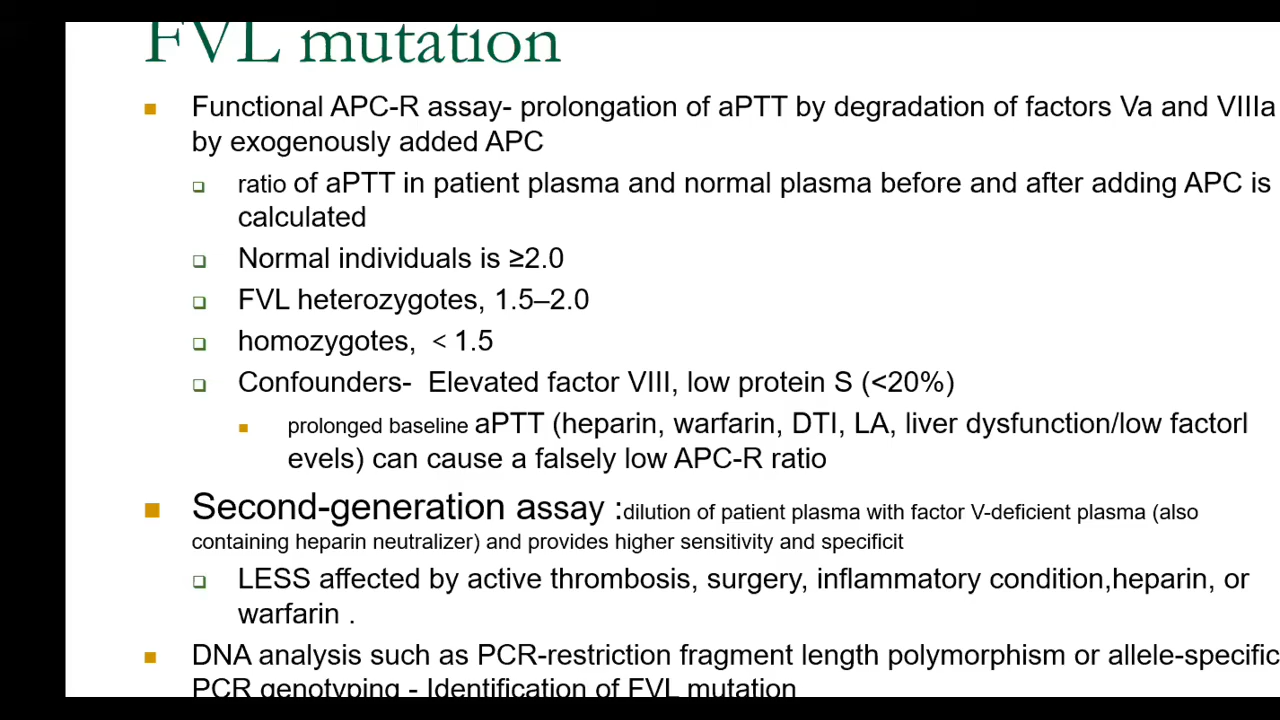 FVL mutation
Functional APC-R assay- prolongation of aPTT by degradation of factors Va and VIIIa
by exogenously added APC
ratio of aPTT in patient plasma and normal plasma before and after adding APC is
calculated
Normal individuals is ≥2.0
FVL heterozygotes, 1.5–2.0
homozygotes, < 1.5
Confounders- Elevated factor VIII, low protein S (<20%)
prolonged baseline aPTT (heparin, warfarin, DTI, LA, liver dysfunction/low factorl
evels) can cause a falsely low APC-R ratio
Second-generation assay :dilution of patient plasma with factor V-deficient plasma (also
containing heparin neutralizer) and provides higher sensitivity and specificit
LESS affected by active thrombosis, surgery, inflammatory condition,heparin, or
warfarin .
DNA analysis such as PCR-restriction fragment length polymorphism or allele-specific
PCR genotyping - Identification of FVL mutation